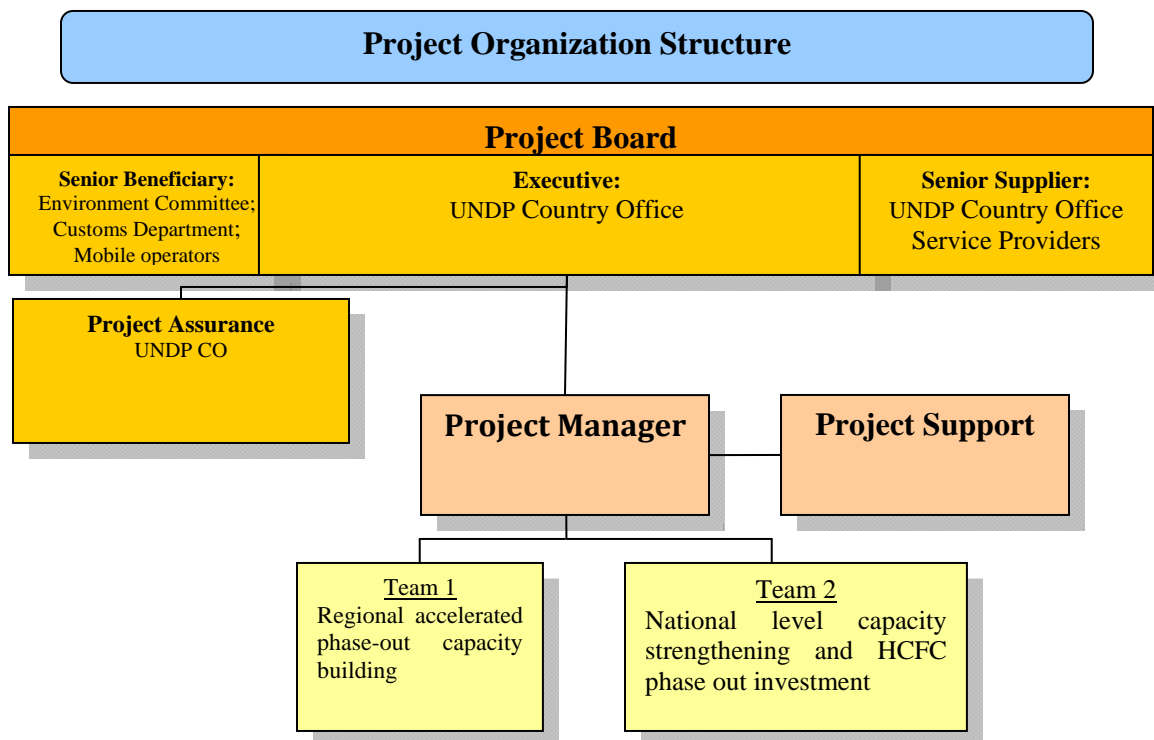 Project Organization Structure
Project Board
Senior Beneficiary:
Environment Committee;
Customs Department;
Mobile operators
Executive:
UNDP Country Office
Senior Supplier:
UNDP Country Office
Service Providers
Project Assurance
UNDP CO
Project Manager
Project Support
Team 1
Regional accelerated
phase-out capacity
building
Team 2
National level capacity
strengthening and HCFC
phase out investment